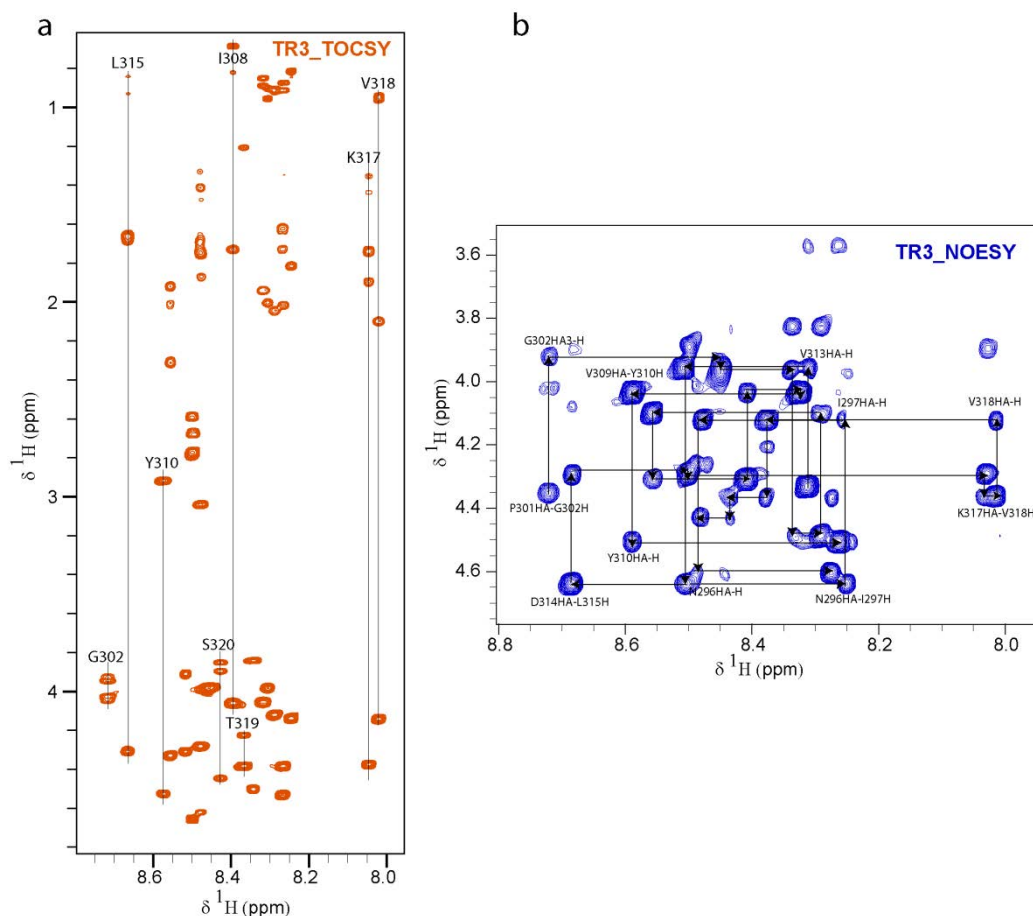 a
TR3_TOCSY
L315
I308
V318
K317
Y310
G302
S320
T319
1
2
3
4
δ ¹H (ppm)
8.6
8.4
8.2
8.0
δ ¹H (ppm)
b
TR3_NOESY
G302HA3-H
V309HA-Y310H
V313HA-H
I297HA-H
V318HA-H
P301HA-G302H
K317HA-V318H
Y310HA-H
D314HA-L315H
N296HA-H
N296HA-I297H
3.6
3.8
4.0
4.2
4.4
4.6
δ ¹H (ppm)
8.8
8.6
8.4
8.2
8.0
δ ¹H (ppm)